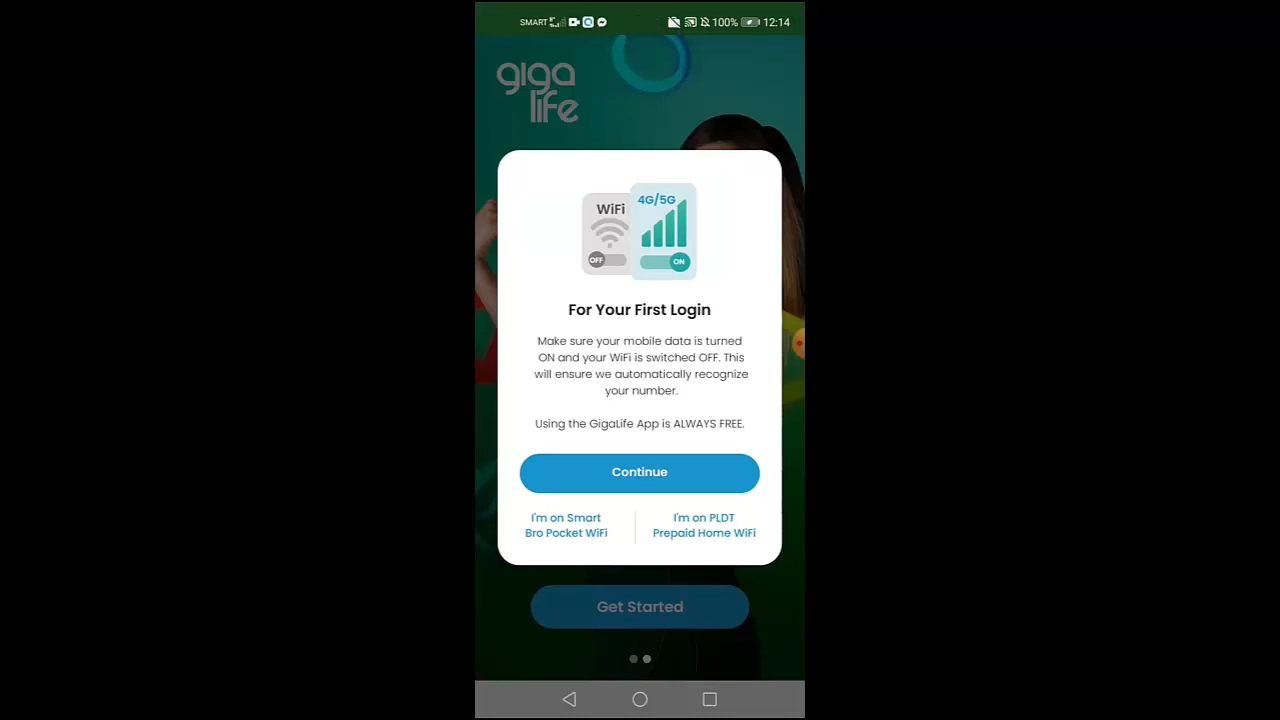 SMART 100% 12:14
giga
life
WiFi 4G/5G
OFF ON
For Your First Login
Make sure your mobile data is turned
ON and your WiFi is switched OFF. This
will ensure we automatically recognize
your number.
Using the GigaLife App is ALWAYS FREE.
Continue
I'm on Smart
Bro Pocket WiFi
I'm on PLDT
Prepaid Home WiFi
Get Started